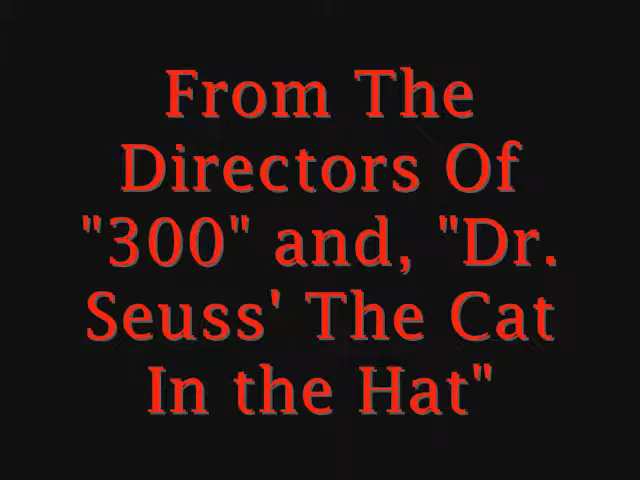 From The
Directors Of
"300" and, "Dr.
Seuss' The Cat
In the Hat"